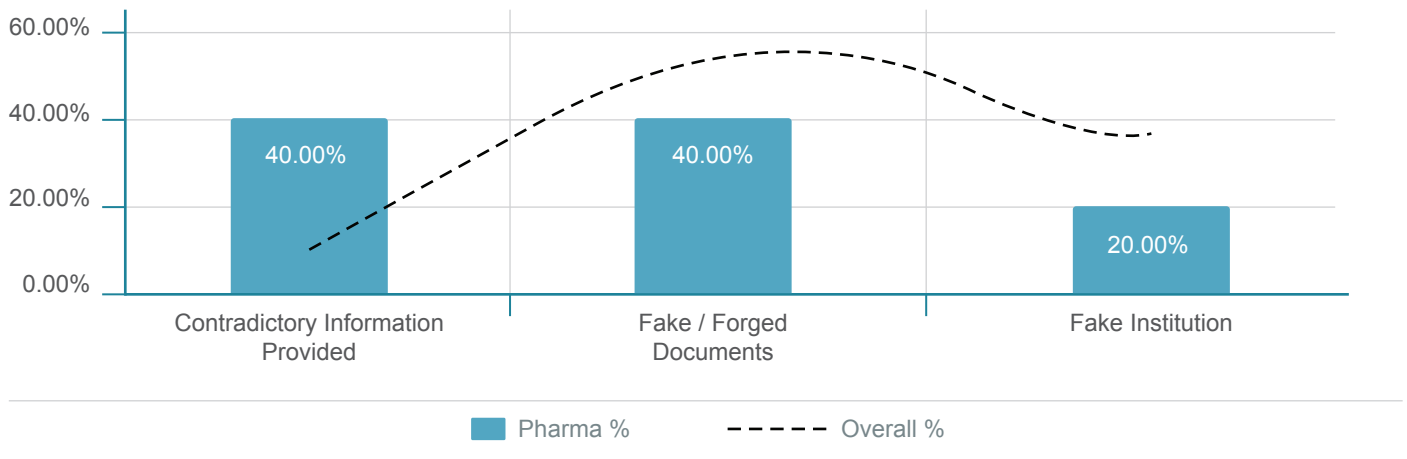 60.00%
40.00%
20.00%
0.00%
40.00%
40.00%
20.00%
Contradictory Information
Provided
Fake / Forged
Documents
Fake Institution
Pharma %
Overall %